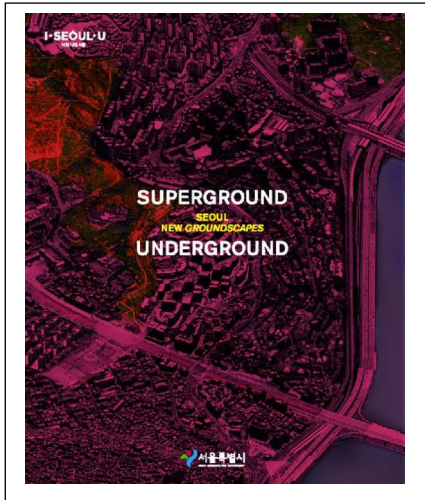 I·SEOUL·U
SUPERGROUND
SEOUL
NEW GROUNDSCAPES
UNDERGROUND
서울특별시